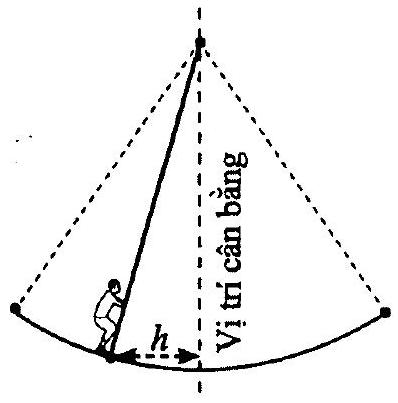 Vị trí cân bằng
h